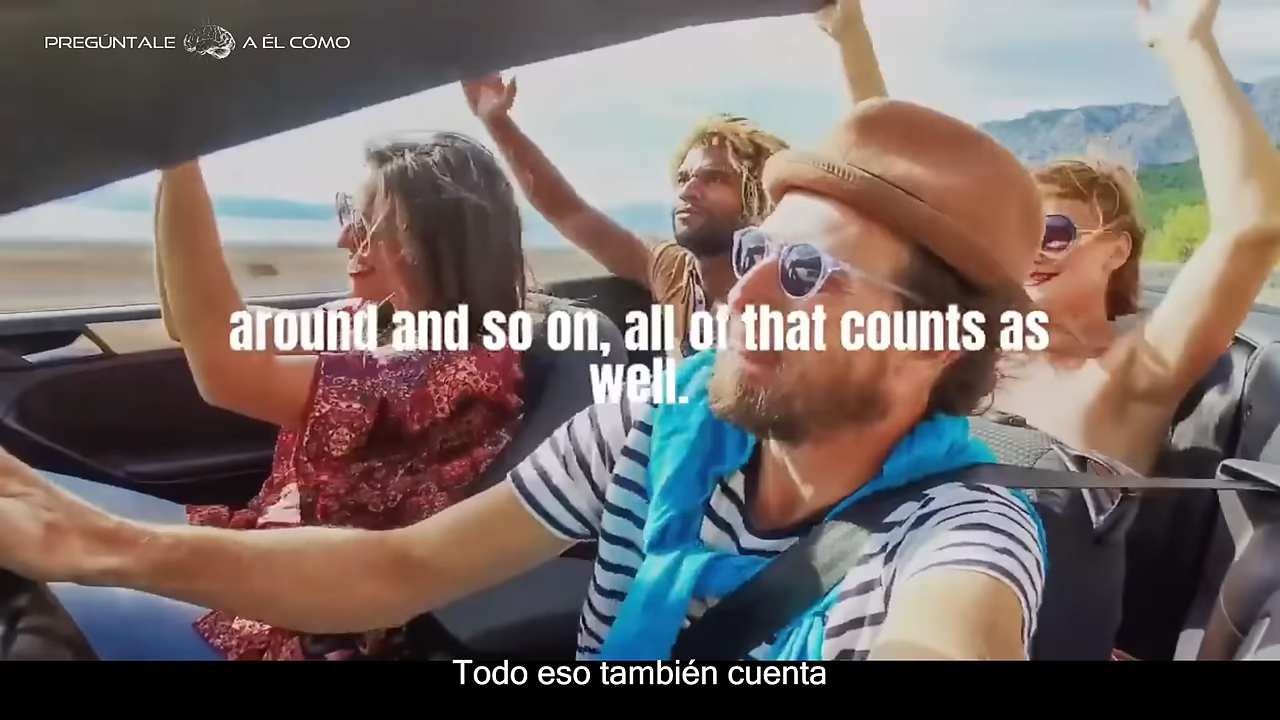 PREGÚNTALE A ÉL CÓMO
around and so on, all of that counts as
well.
Todo eso también cuenta